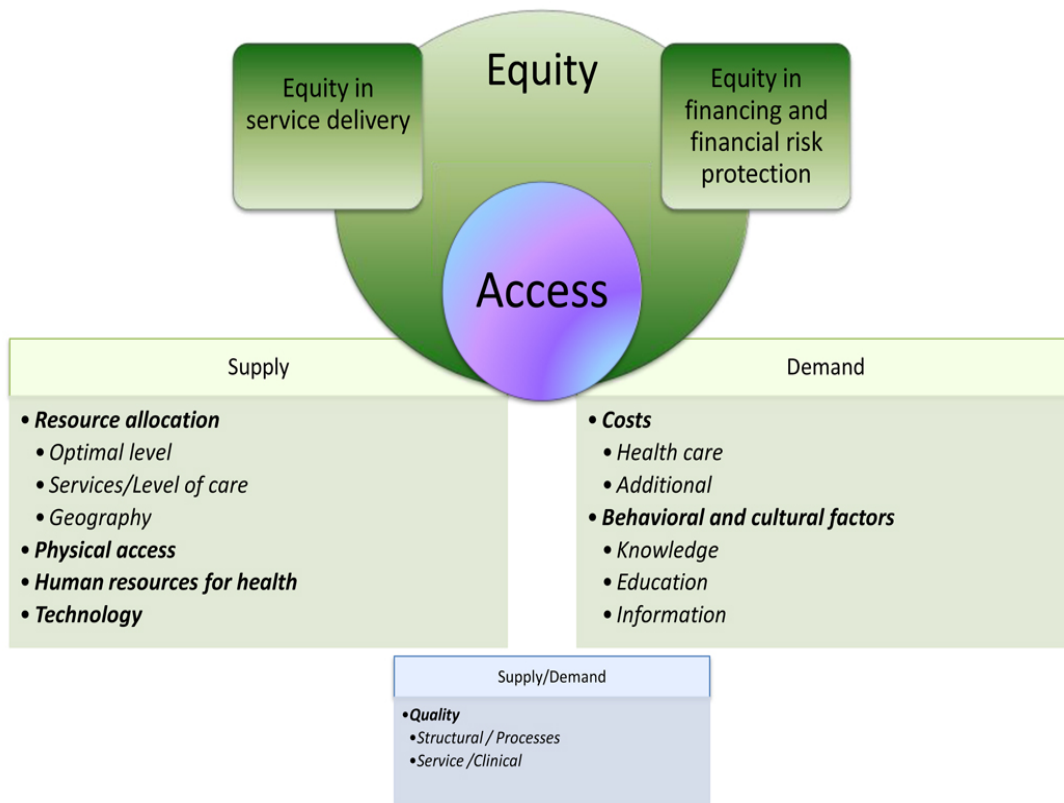 Equity
Equity in
service delivery
Equity in
financing and
financial risk
protection
Access
Supply
• Resource allocation
• Optimal level
• Services/Level of care
• Geography
• Physical access
• Human resources for health
• Technology
Demand
• Costs
• Health care
• Additional
• Behavioral and cultural factors
• Knowledge
• Education
• Information
Supply/Demand
•Quality
•Structural / Processes
•Service /Clinical